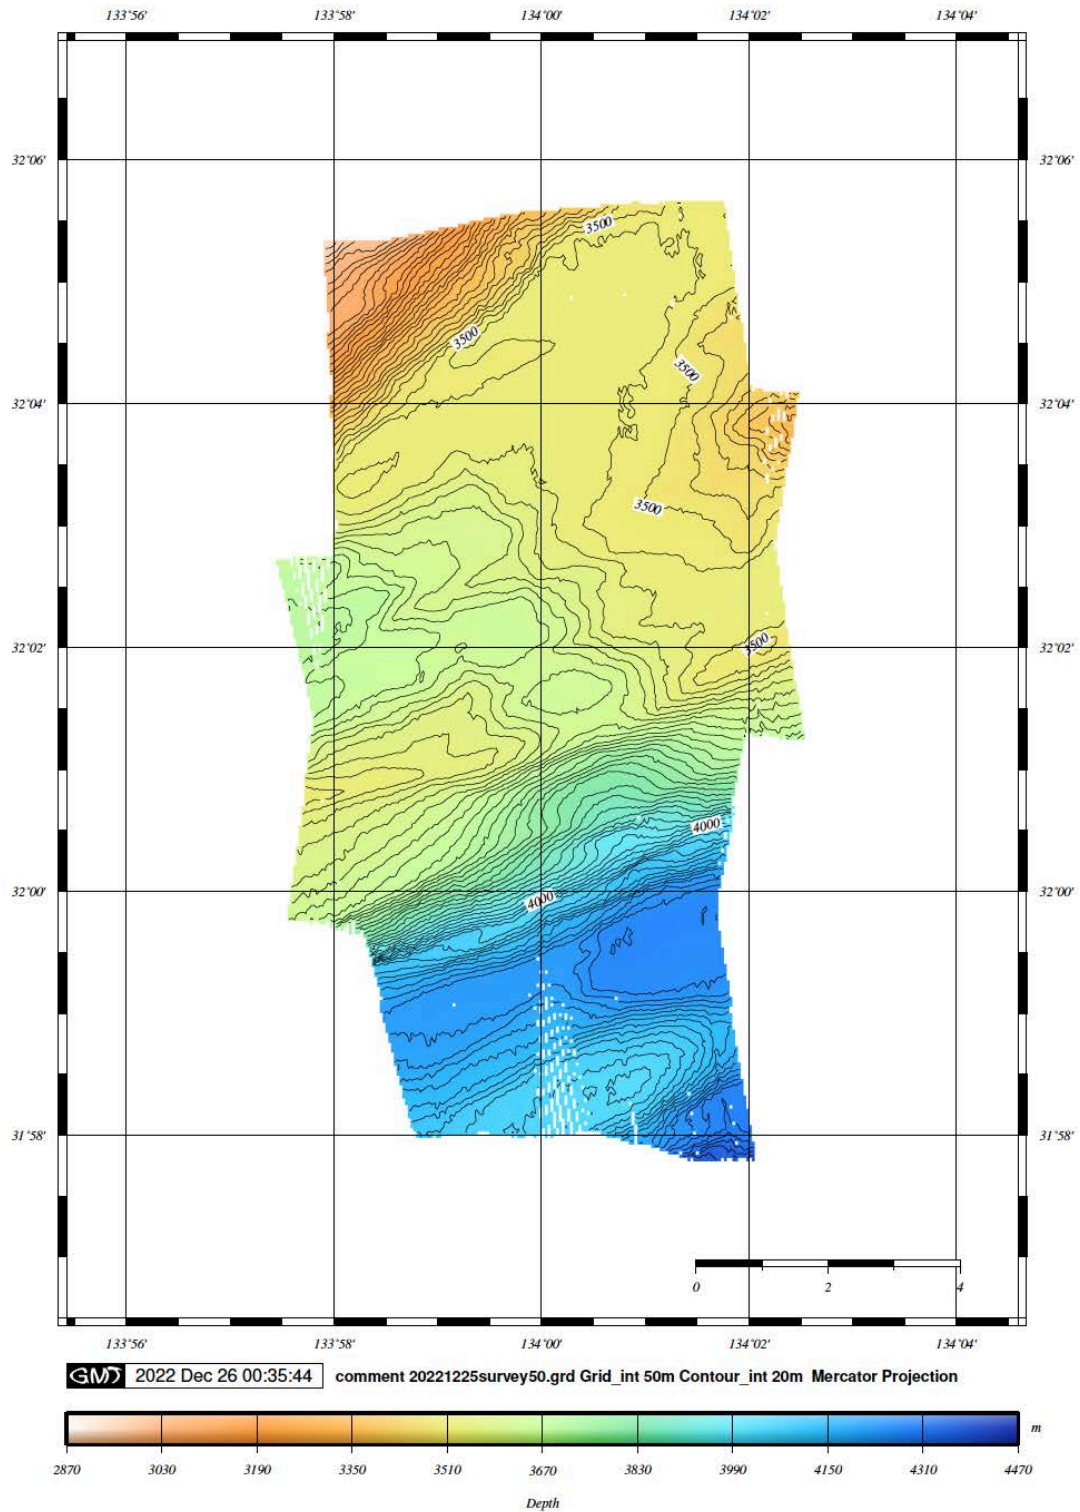 133˚56' 133˚58' 134˚00' 134˚02' 134˚04'
32˚06' 32˚06'
3500
3500
3500
32˚04' 32˚04'
3500
32˚02' 3500 32˚02'
4000
32˚00' 32˚00'
4000
31˚58' 31˚58'
0 2 4
133˚56' 133˚58' 134˚00' 134˚02' 134˚04'
GMT 2022 Dec 26 00:35:44 comment 20221225survey50.grd Grid_int 50m Contour_int 20m Mercator Projection
m
2870 3030 3190 3350 3510 3670 3830 3990 4150 4310 4470
Depth